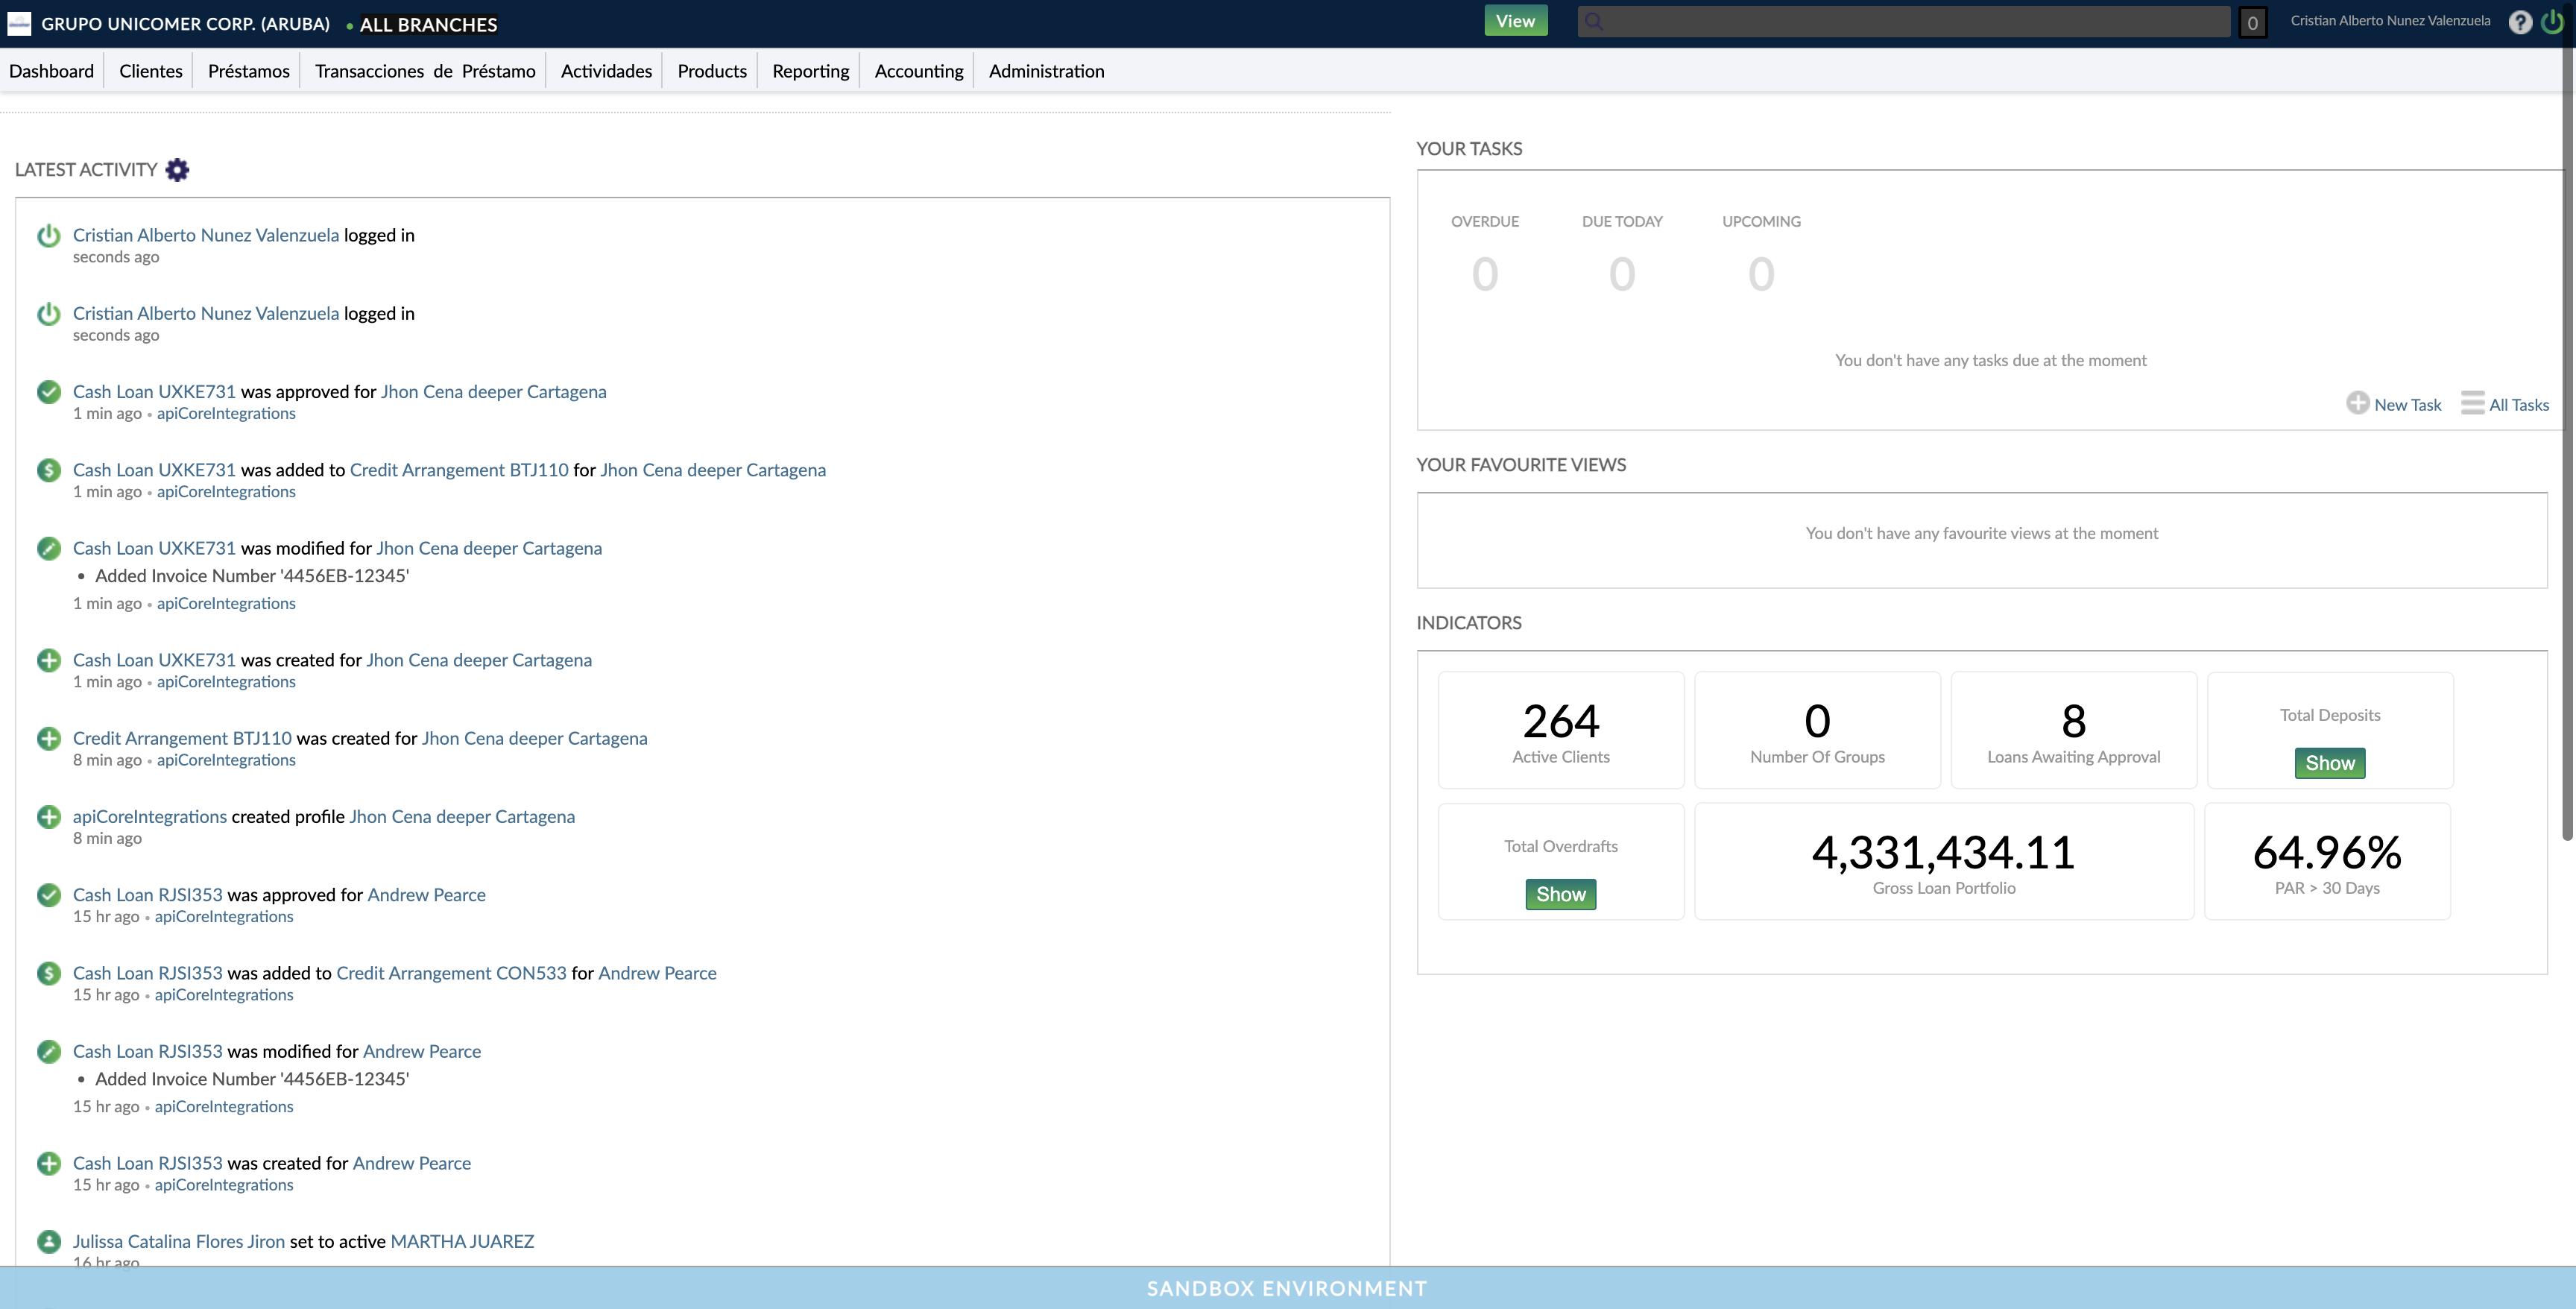 GRUPO UNICOMER CORP. (ARUBA) • ALL BRANCHES
View
0
Cristian Alberto Nunez Valenzuela
?
Dashboard
Clientes
Préstamos
Transacciones de Préstamo
Actividades
Products
Reporting
Accounting
Administration
LATEST ACTIVITY
Cristian Alberto Nunez Valenzuela logged in
seconds ago
Cristian Alberto Nunez Valenzuela logged in
seconds ago
Cash Loan UXKE731 was approved for Jhon Cena deeper Cartagena
1 min ago • apiCoreIntegrations
Cash Loan UXKE731 was added to Credit Arrangement BTJ110 for Jhon Cena deeper Cartagena
1 min ago • apiCoreIntegrations
Cash Loan UXKE731 was modified for Jhon Cena deeper Cartagena
• Added Invoice Number '4456EB-12345'
1 min ago • apiCoreIntegrations
Cash Loan UXKE731 was created for Jhon Cena deeper Cartagena
1 min ago • apiCoreIntegrations
Credit Arrangement BTJ110 was created for Jhon Cena deeper Cartagena
8 min ago • apiCoreIntegrations
apiCoreIntegrations created profile Jhon Cena deeper Cartagena
8 min ago
Cash Loan RJSI353 was approved for Andrew Pearce
15 hr ago • apiCoreIntegrations
Cash Loan RJSI353 was added to Credit Arrangement CON533 for Andrew Pearce
15 hr ago • apiCoreIntegrations
Cash Loan RJSI353 was modified for Andrew Pearce
• Added Invoice Number '4456EB-12345'
15 hr ago • apiCoreIntegrations
Cash Loan RJSI353 was created for Andrew Pearce
15 hr ago • apiCoreIntegrations
Julissa Catalina Flores Jiron set to active MARTHA JUAREZ
16 hr ago
YOUR TASKS
OVERDUE
DUE TODAY
UPCOMING
0
0
0
You don't have any tasks due at the moment
New Task
All Tasks
YOUR FAVOURITE VIEWS
You don't have any favourite views at the moment
INDICATORS
264
Active Clients
0
Number Of Groups
8
Loans Awaiting Approval
Total Deposits
Show
Total Overdrafts
Show
4,331,434.11
Gross Loan Portfolio
64.96%
PAR > 30 Days
SANDBOX ENVIRONMENT